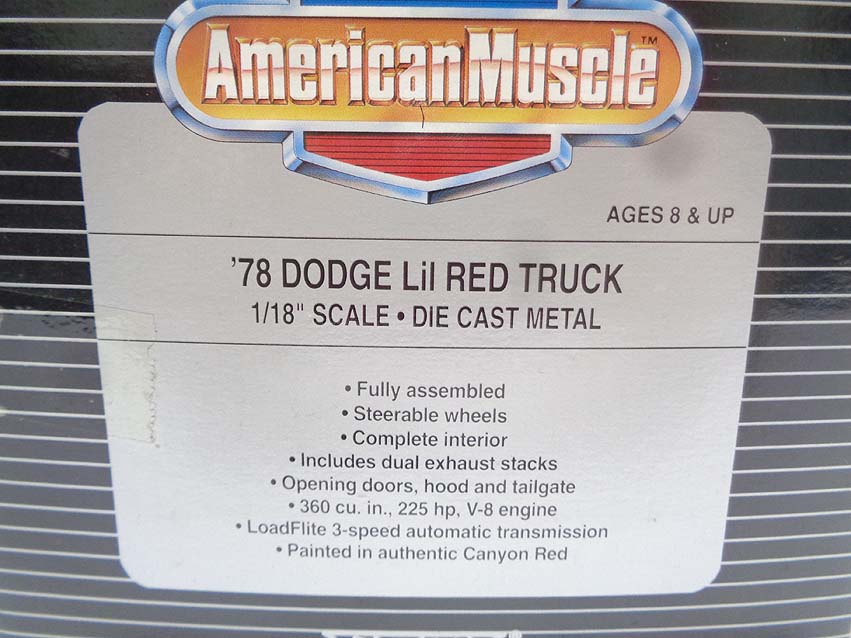 AmericanMuscle™
AGES 8 & UP
'78 DODGE Lil RED TRUCK
1/18" SCALE • DIE CAST METAL
• Fully assembled
• Steerable wheels
• Complete interior
• Includes dual exhaust stacks
• Opening doors, hood and tailgate
• 360 cu. in., 225 hp, V-8 engine
• LoadFlite 3-speed automatic transmission
• Painted in authentic Canyon Red